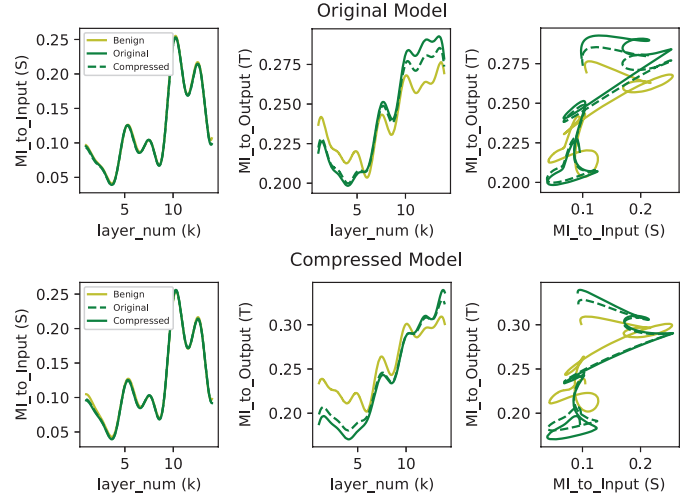 Original Model
MI_to_Input (S)
0.25
0.20
0.15
0.10
0.05
Benign
Original
Compressed
5
10
layer_num (k)
MI_to_Output (T)
0.275
0.250
0.225
0.200
5
10
layer_num (k)
MI_to_Output (T)
0.275
0.250
0.225
0.200
0.1
0.2
MI_to_Input (S)
Compressed Model
MI_to_Input (S)
0.25
0.20
0.15
0.10
0.05
Benign
Original
Compressed
5
10
layer_num (k)
MI_to_Output (T)
0.30
0.25
0.20
5
10
layer_num (k)
MI_to_Output (T)
0.30
0.25
0.20
0.1
0.2
MI_to_Input (S)